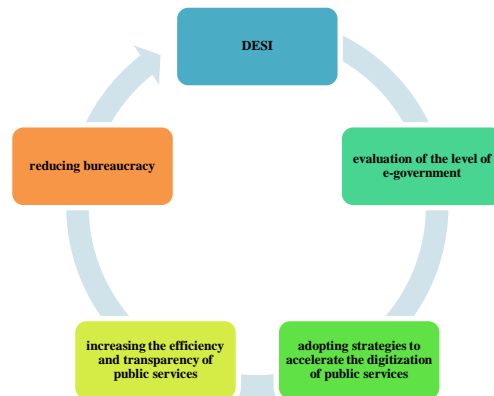 DESI
evaluation of the level of
e-government
adopting strategies to
accelerate the digitization
of public services
increasing the efficiency
and transparency of
public services
reducing bureaucracy